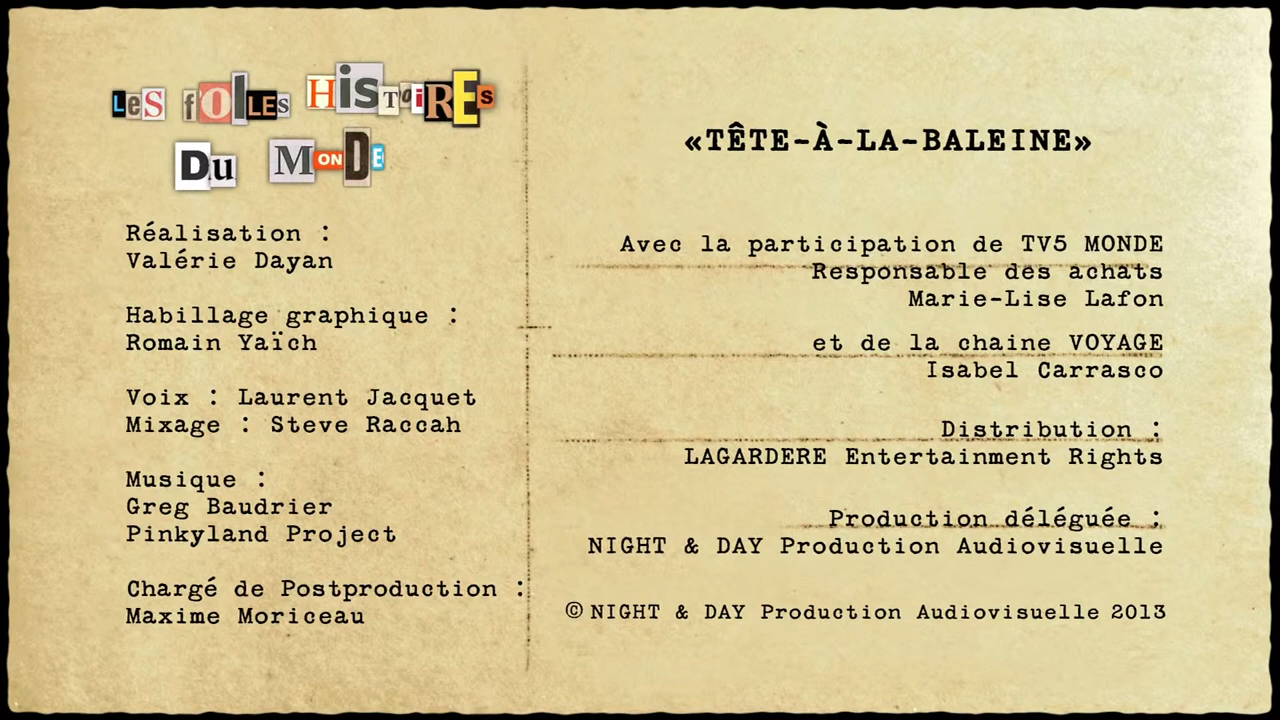 Les folles Histoires
Du MonDE
Réalisation :
Valérie Dayan
Habillage graphique :
Romain Yaïch
Voix : Laurent Jacquet
Mixage : Steve Raccah
Musique :
Greg Baudrier
Pinkyland Project
Chargé de Postproduction :
Maxime Moriceau
«TÊTE-À-LA-BALEINE»
Avec la participation de TV5 MONDE
Responsable des achats
Marie-Lise Lafon
et de la chaine VOYAGE
Isabel Carrasco
Distribution :
LAGARDERE Entertainment Rights
Production déléguée :
NIGHT & DAY Production Audiovisuelle
© NIGHT & DAY Production Audiovisuelle 2013